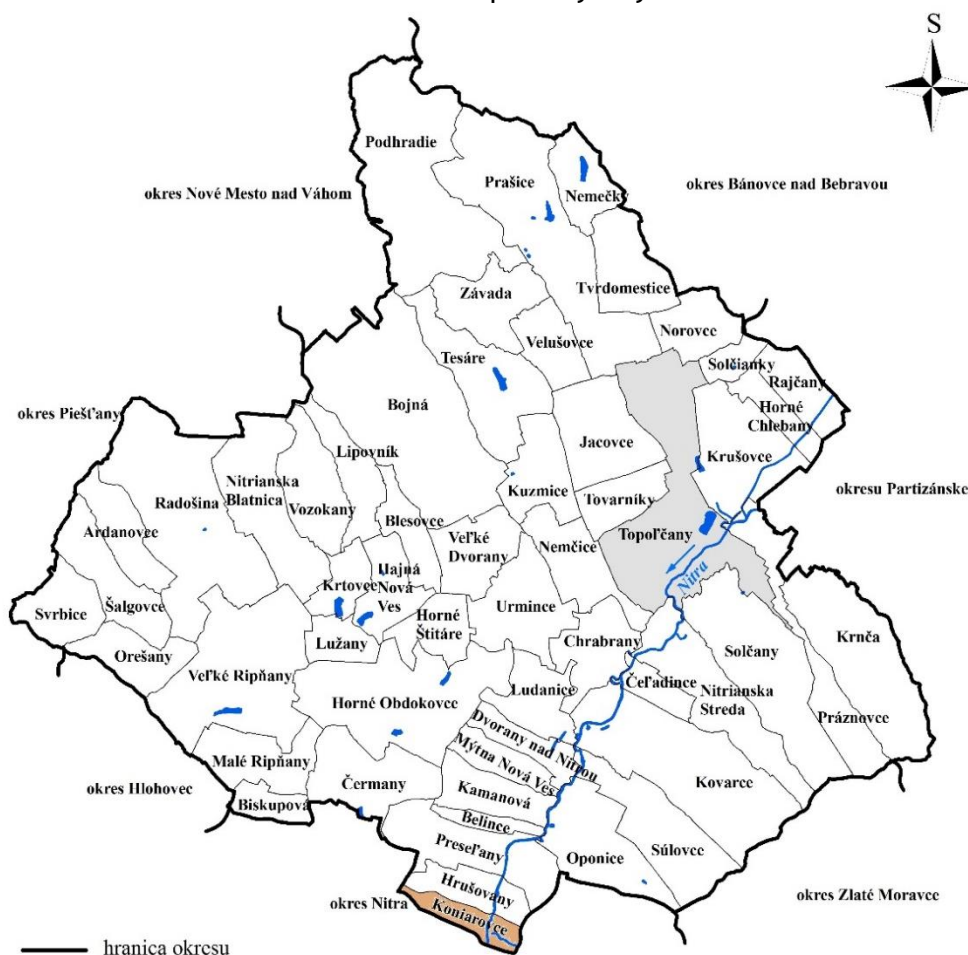 S
Podhradie
Prašice
Nemečky
okres Nové Mesto nad Váhom
okres Bánovce nad Bebravou
Závada
Tvrdomestice
Velušovce
Norovce
Tesáre
Solčianky
Rajčany
Bojná
okres Piešťany
Horné
Chlebany
Jacovce
Lipovník
Krušovce
Nitrianska
Blatnica
Radošina
Kuzmice
Tovarníky
okresu Partizánske
Vozokany
Ardanovce
Blesovce
Veľké
Dvorany
Nemčice
Topoľčany
Nitra
Krtovce
Hajná
Nová
Ves
Šalgovce
Svrbice
Horné
Štitáre
Urmince
Lužany
Chrabrany
Krnča
Orešany
Solčany
Veľké Ripňany
Čeľadince
Horné Obdokovce
Ludanice
Nitrianska
Streda
Práznovce
Dvorany nad Nitrou
Malé Ripňany
Mýtna Nová Ves
Kovarce
okres Hlohovec
Čermany
Kamanová
Biskupová
Belince
Preseľany
Oponice
Súlovce
Hrušovany
okres Nitra
Koniarovce
okres Zlaté Moravce
hranica okresu